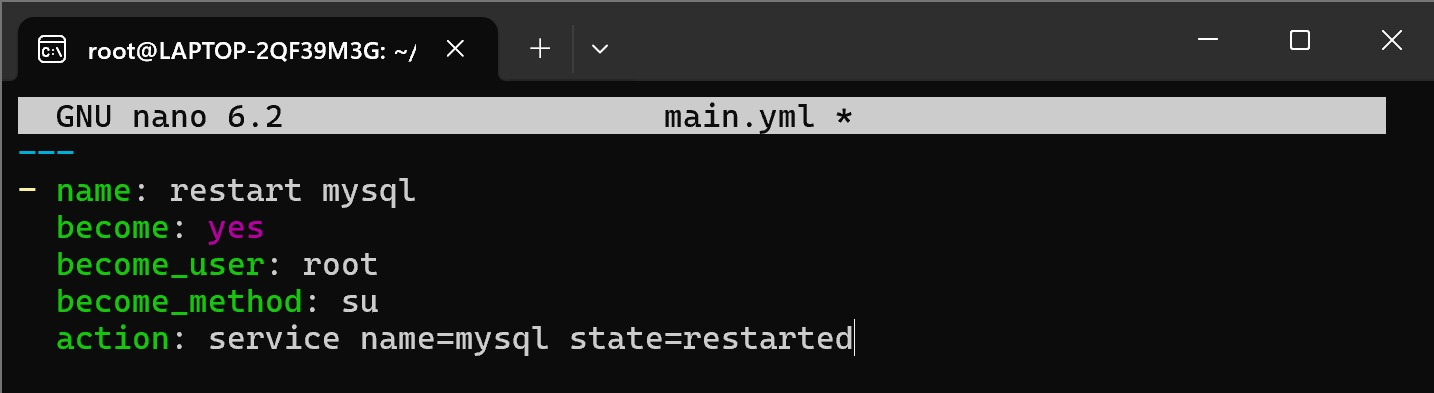 root@LAPTOP-2QF39M3G: ~/
GNU nano 6.2 main.yml *
---
- name: restart mysql
become: yes
become_user: root
become_method: su
action: service name=mysql state=restarted